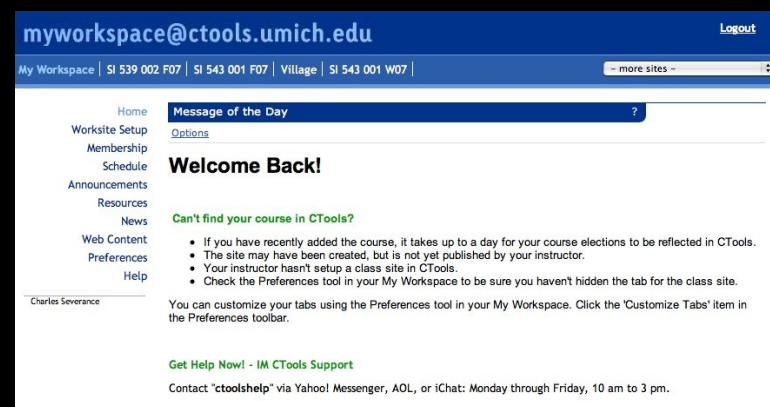 myworkspace@ctools.umich.edu
Logout
My Workspace | SI 539 002 F07 | SI 543 001 F07 | Village | SI 543 001 W07 |
- more sites -
Home
Worksite Setup
Membership
Schedule
Announcements
Resources
News
Web Content
Preferences
Help
Charles Severance
Message of the Day
?
Options
Welcome Back!
Can't find your course in CTools?
• If you have recently added the course, it takes up to a day for your course elections to be reflected in CTools.
• The site may have been created, but is not yet published by your instructor.
• Your instructor hasn't setup a class site in CTools.
• Check the Preferences tool in your My Workspace to be sure you haven't hidden the tab for the class site.
You can customize your tabs using the Preferences tool in your My Workspace. Click the 'Customize Tabs' item in
the Preferences toolbar.
Get Help Now! - IM CTools Support
Contact "ctoolshelp" via Yahoo! Messenger, AOL, or iChat: Monday through Friday, 10 am to 3 pm.